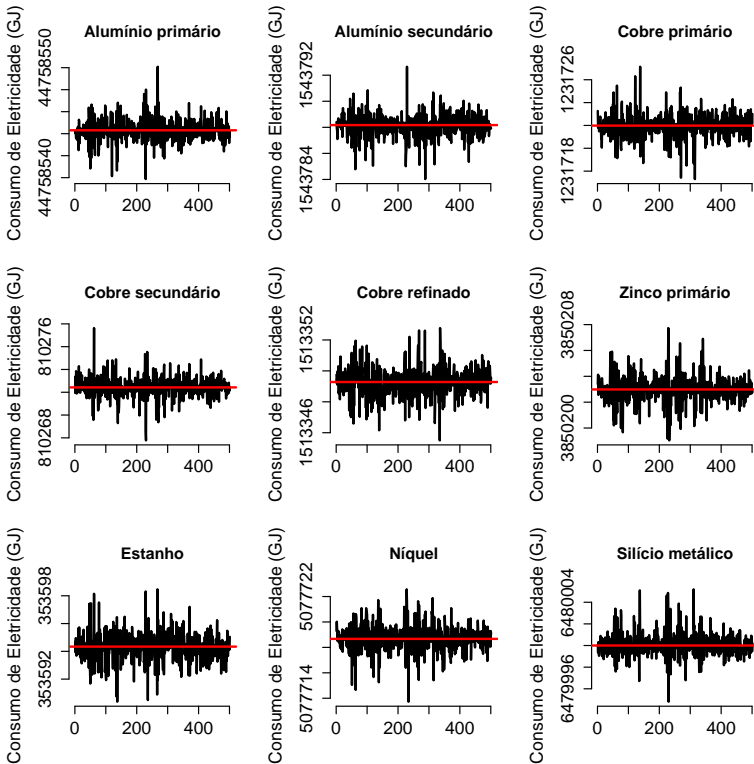 Alumínio primário
Consumo de Eletricidade (GJ)
44758550
44758540
0 200 400
Alumínio secundário
Consumo de Eletricidade (GJ)
1543792
1543784
0 200 400
Cobre primário
Consumo de Eletricidade (GJ)
1231726
1231718
0 200 400
Cobre secundário
Consumo de Eletricidade (GJ)
810276
810268
0 200 400
Cobre refinado
Consumo de Eletricidade (GJ)
1513352
1513346
0 200 400
Zinco primário
Consumo de Eletricidade (GJ)
3850208
3850200
0 200 400
Estanho
Consumo de Eletricidade (GJ)
353598
353592
0 200 400
Níquel
Consumo de Eletricidade (GJ)
5077722
5077714
0 200 400
Silício metálico
Consumo de Eletricidade (GJ)
6480004
6479996
0 200 400